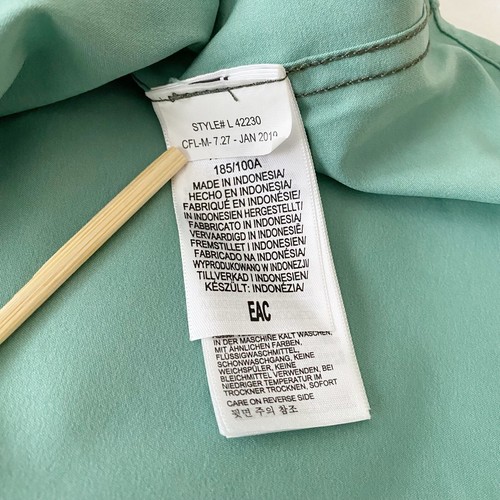 STYLE# L 42230
CFL-M- 7.27 - JAN 2019
185/100A
MADE IN INDONESIA/
HECHO EN INDONESIA/
FABRIQUÉ EN INDONESIE/
IN INDONESIEN HERGESTELLT/
FABBRICATO IN INDONESIA/
VERVAARDIGD IN INDONESIË/
FREMSTILLET I INDONESIEN/
FABRICADO NA INDONÉSIA/
WYPRODUKOWANO W INDONEZJI/
TILLVERKAD I INDONESIEN/
KÉSZÜLT: INDONÉZIA/
EAC
IN DER MASCHINE KALT WASCHEN,
MIT ÄHNLICHEN FARBEN,
FLÜSSIGWASCHMITTEL,
SCHONWASCHGANG, KEINE
WEICHSPÜLER, KEINE
BLEICHMITTEL VERWENDEN, BEI
NIEDRIGER TEMPERATUR IM
TROCKNER TROCKNEN, SOFORT
CARE ON REVERSE SIDE
뒷면 주의 참조